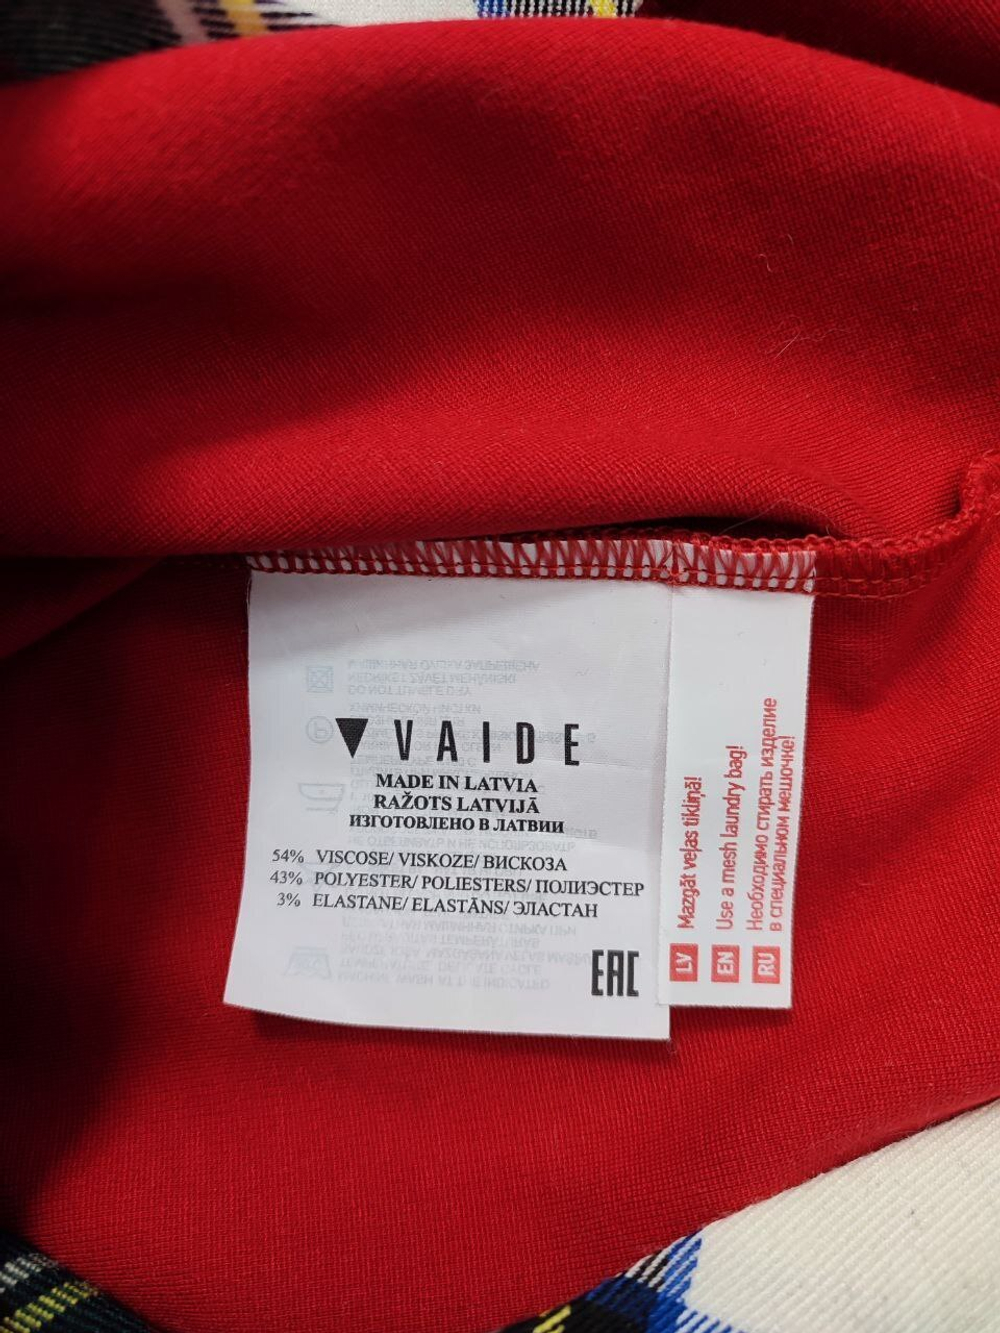 VAIDE
MADE IN LATVIA
RAŽOTS LATVIJĀ
ИЗГОТОВЛЕНО В ЛАТВИИ
54% VISCOSE/ VISKOZE/ ВИСКОЗА
43% POLYESTER/ POLIESTERS/ ПОЛИЭСТЕР
3% ELASTANE/ ELASTĀNS/ ЭЛАСТАН
EAC
LV Mazgāt veļas tīkliņā!
EN Use a mesh laundry bag!
RU Необходимо стирать изделие
в специальном мешочке!